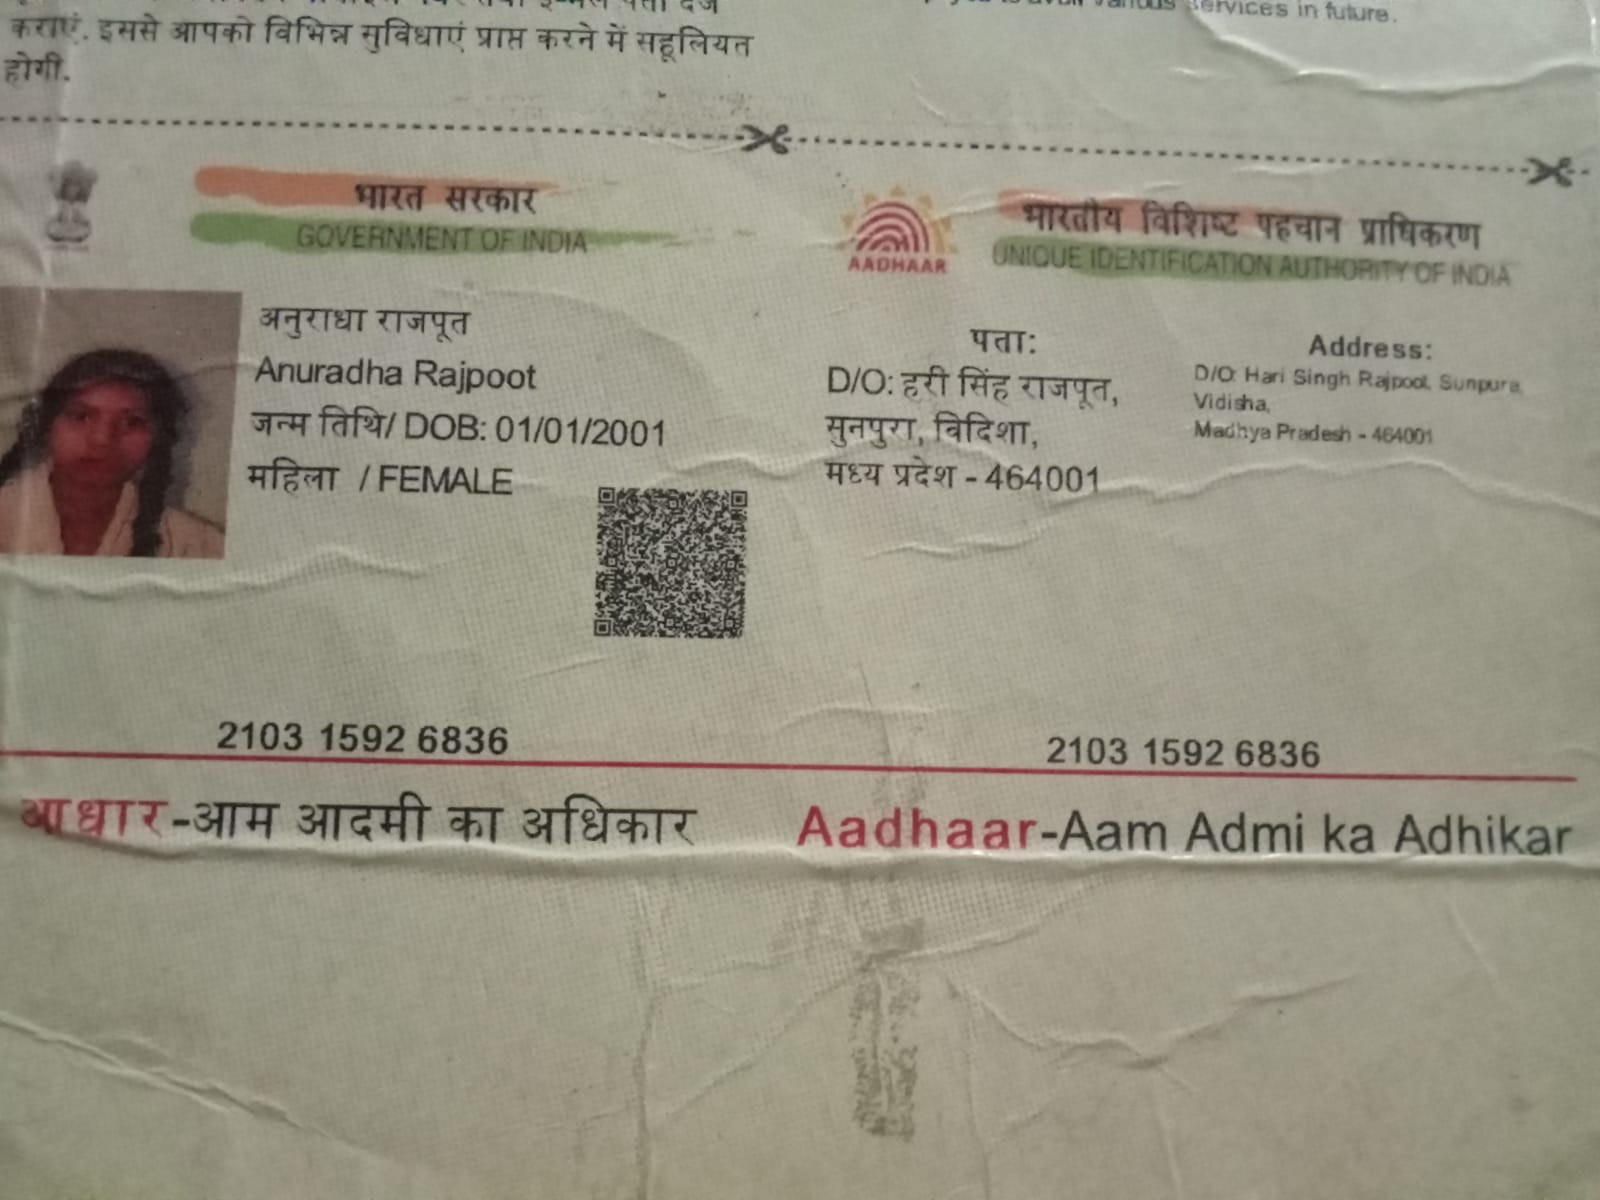 दर्ज
कराएं. इससे आपको विभिन्न सुविधाएं प्राप्त करने में सहूलियत
होगी.
services in future.
भारत सरकार
GOVERNMENT OF INDIA
अनुराधा राजपूत
Anuradha Rajpoot
जन्म तिथि/ DOB: 01/01/2001
महिला / FEMALE
2103 1592 6836
आधार-आम आदमी का अधिकार
AADHAAR
भारतीय विशिष्ट पहचान प्राधिकरण
UNIQUE IDENTIFICATION AUTHORITY OF INDIA
पता:
D/O: हरी सिंह राजपूत,
सुनपुरा, विदिशा,
मध्य प्रदेश - 464001
Address:
D/O: Hari Singh Rajpoot, Sunpura,
Vidisha,
Madhya Pradesh - 464001
2103 1592 6836
Aadhaar-Aam Admi ka Adhikar